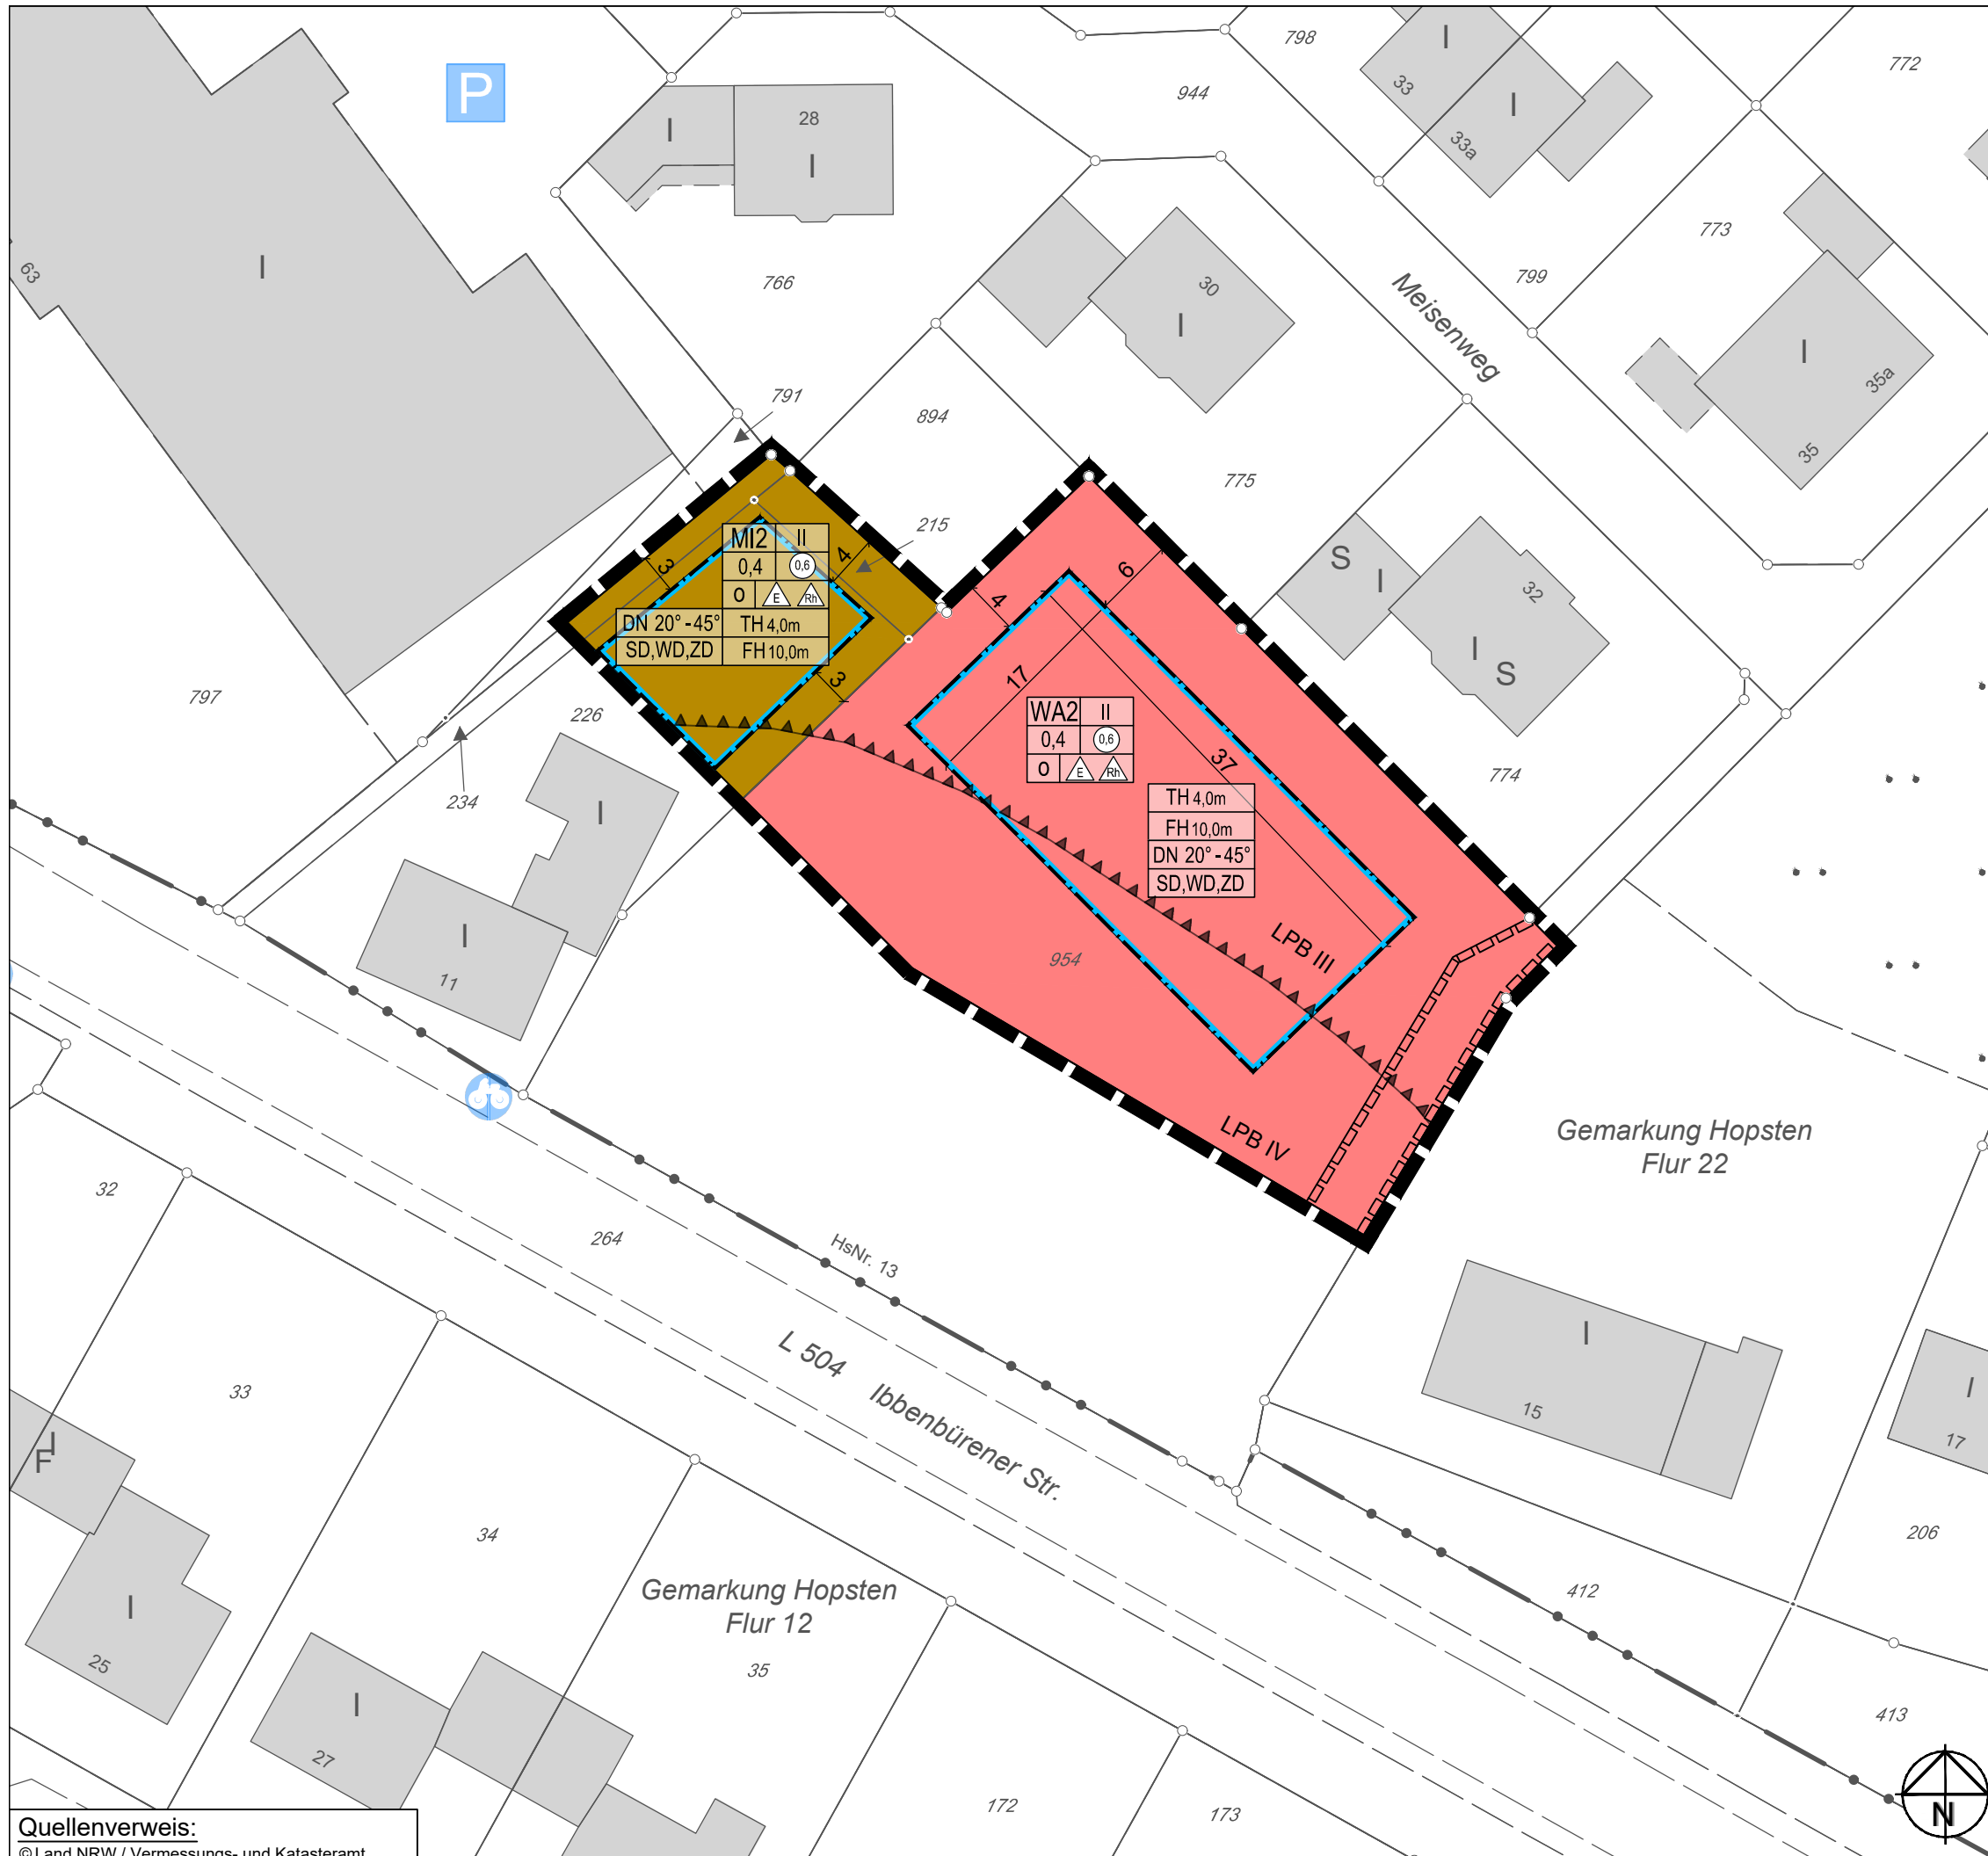 P
I
28
I
I
63
798
944
I
33
I
33a
772
773
799
Meisenweg
30
I
I
35a
35
766
791
894
775
215
797
226
234
S
I
32
I
S
774
MI2 II
0,4 0,6
o E Rh
DN 20° - 45° TH 4,0m
SD,WD,ZD FH 10,0m
3
4
3
4
6
17
37
WA2 II
0,4 0,6
o E Rh
TH 4,0m
FH 10,0m
DN 20° - 45°
SD,WD,ZD
LPB III
954
LPB IV
I
I
11
Gemarkung Hopsten
Flur 22
32
264
HsNr. 13
L 504 Ibbenbürener Str.
33
I
F
34
I
25
I
27
Gemarkung Hopsten
Flur 12
35
172
173
I
15
I
17
206
412
413
N
Quellenverweis:
© Land NRW / Vermessungs- und Katasteramt